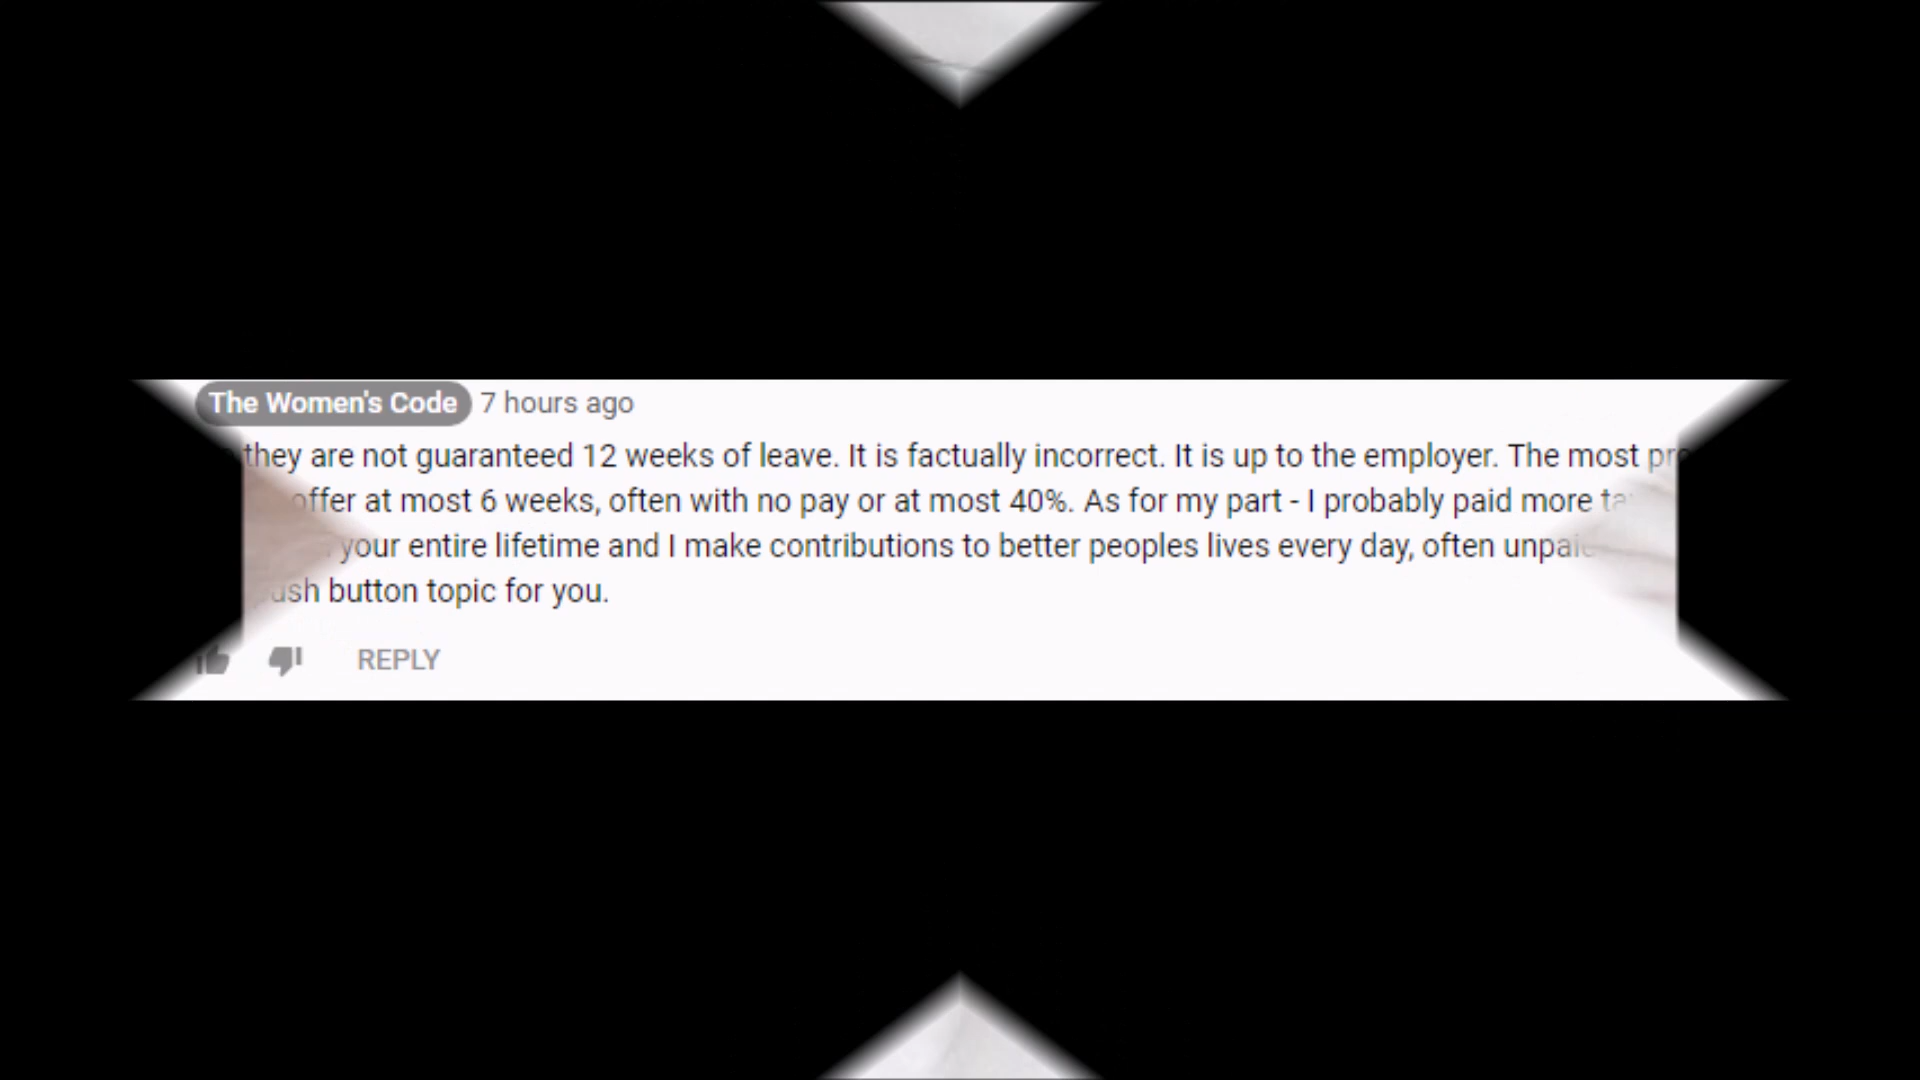 The Women's Code 7 hours ago
they are not guaranteed 12 weeks of leave. It is factually incorrect. It is up to the employer. The most
offer at most 6 weeks, often with no pay or at most 40%. As for my part - I probably paid more
your entire lifetime and I make contributions to better peoples lives every day, often
button topic for you.
REPLY